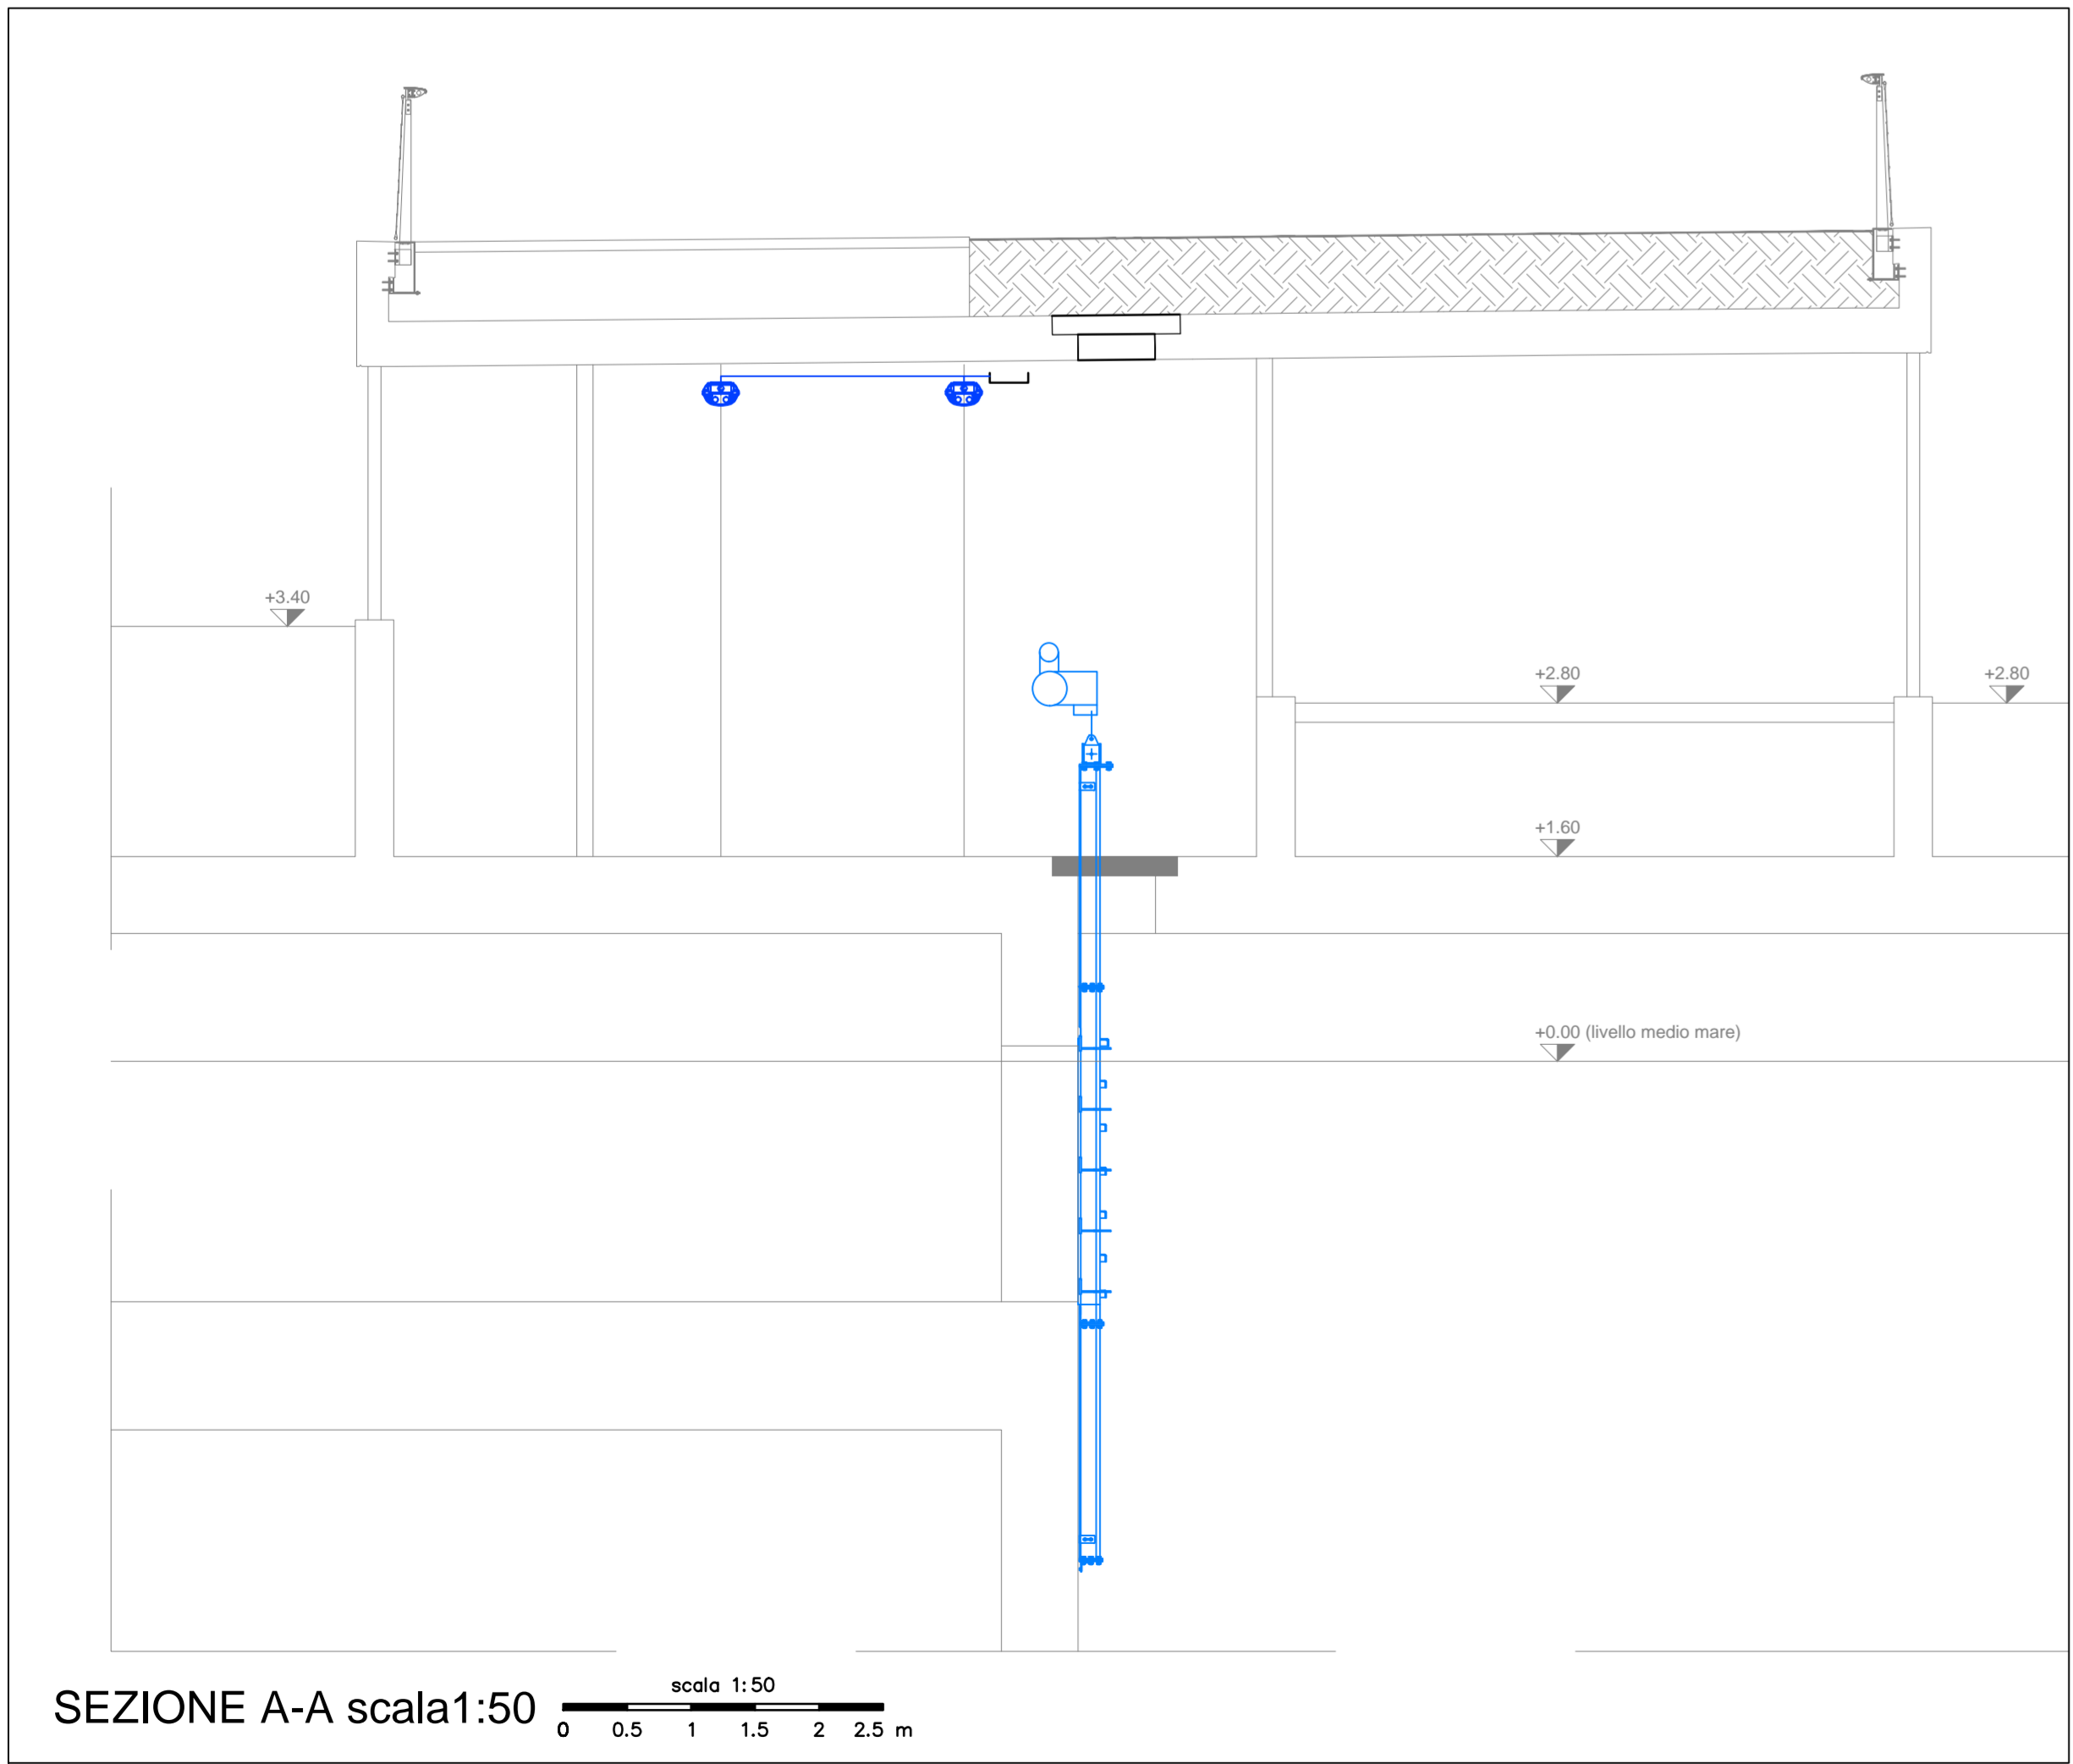 +3.40
+2.80
+2.80
+1.60
+0.00 (livello medio mare)
scala 1:50
SEZIONE A-A scala1:50
0 0.5 1 1.5 2 2.5 m